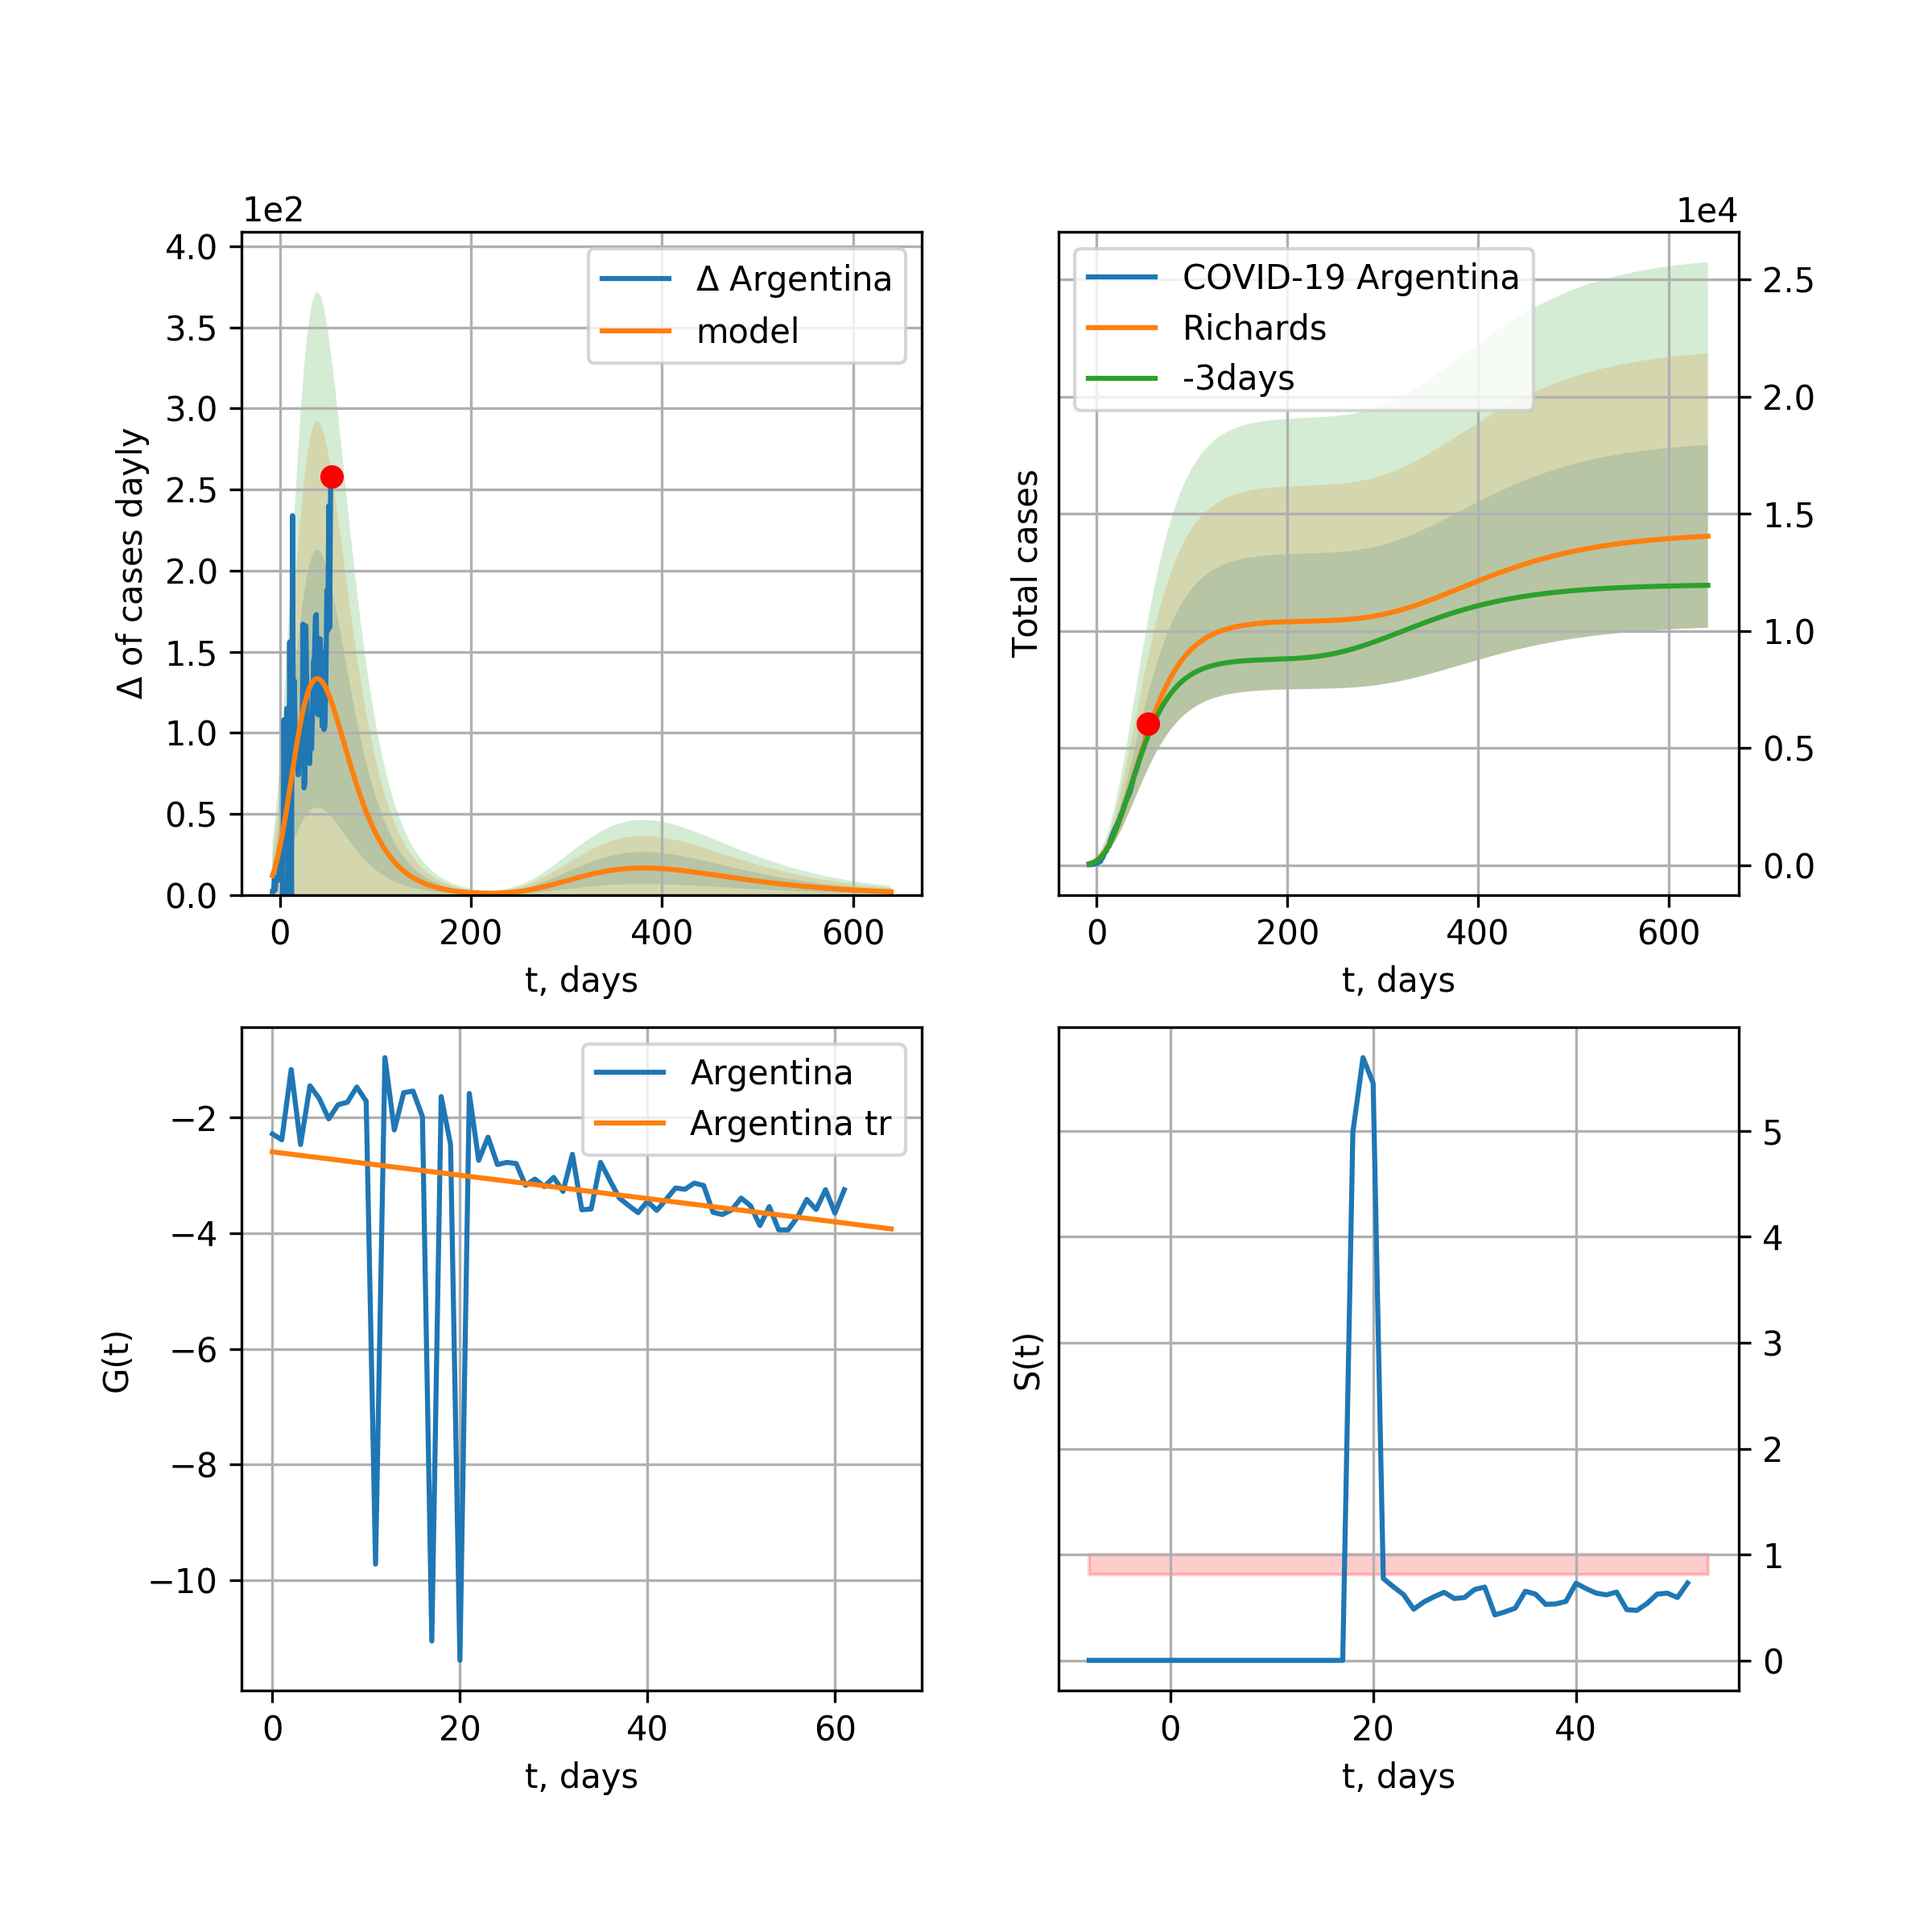 1e2
4.0
3.5
3.0
2.5
2.0
1.5
1.0
0.5
0.0
Δ of cases dayly
Δ Argentina
model
0 200 400 600
t, days
1e4
2.5
2.0
1.5
1.0
0.5
0.0
Total cases
COVID-19 Argentina
Richards
-3days
0 200 400 600
t, days
−2
−4
−6
−8
−10
G(t)
Argentina
Argentina tr
0 20 40 60
t, days
5
4
3
2
1
0
S(t)
0 20 40
t, days